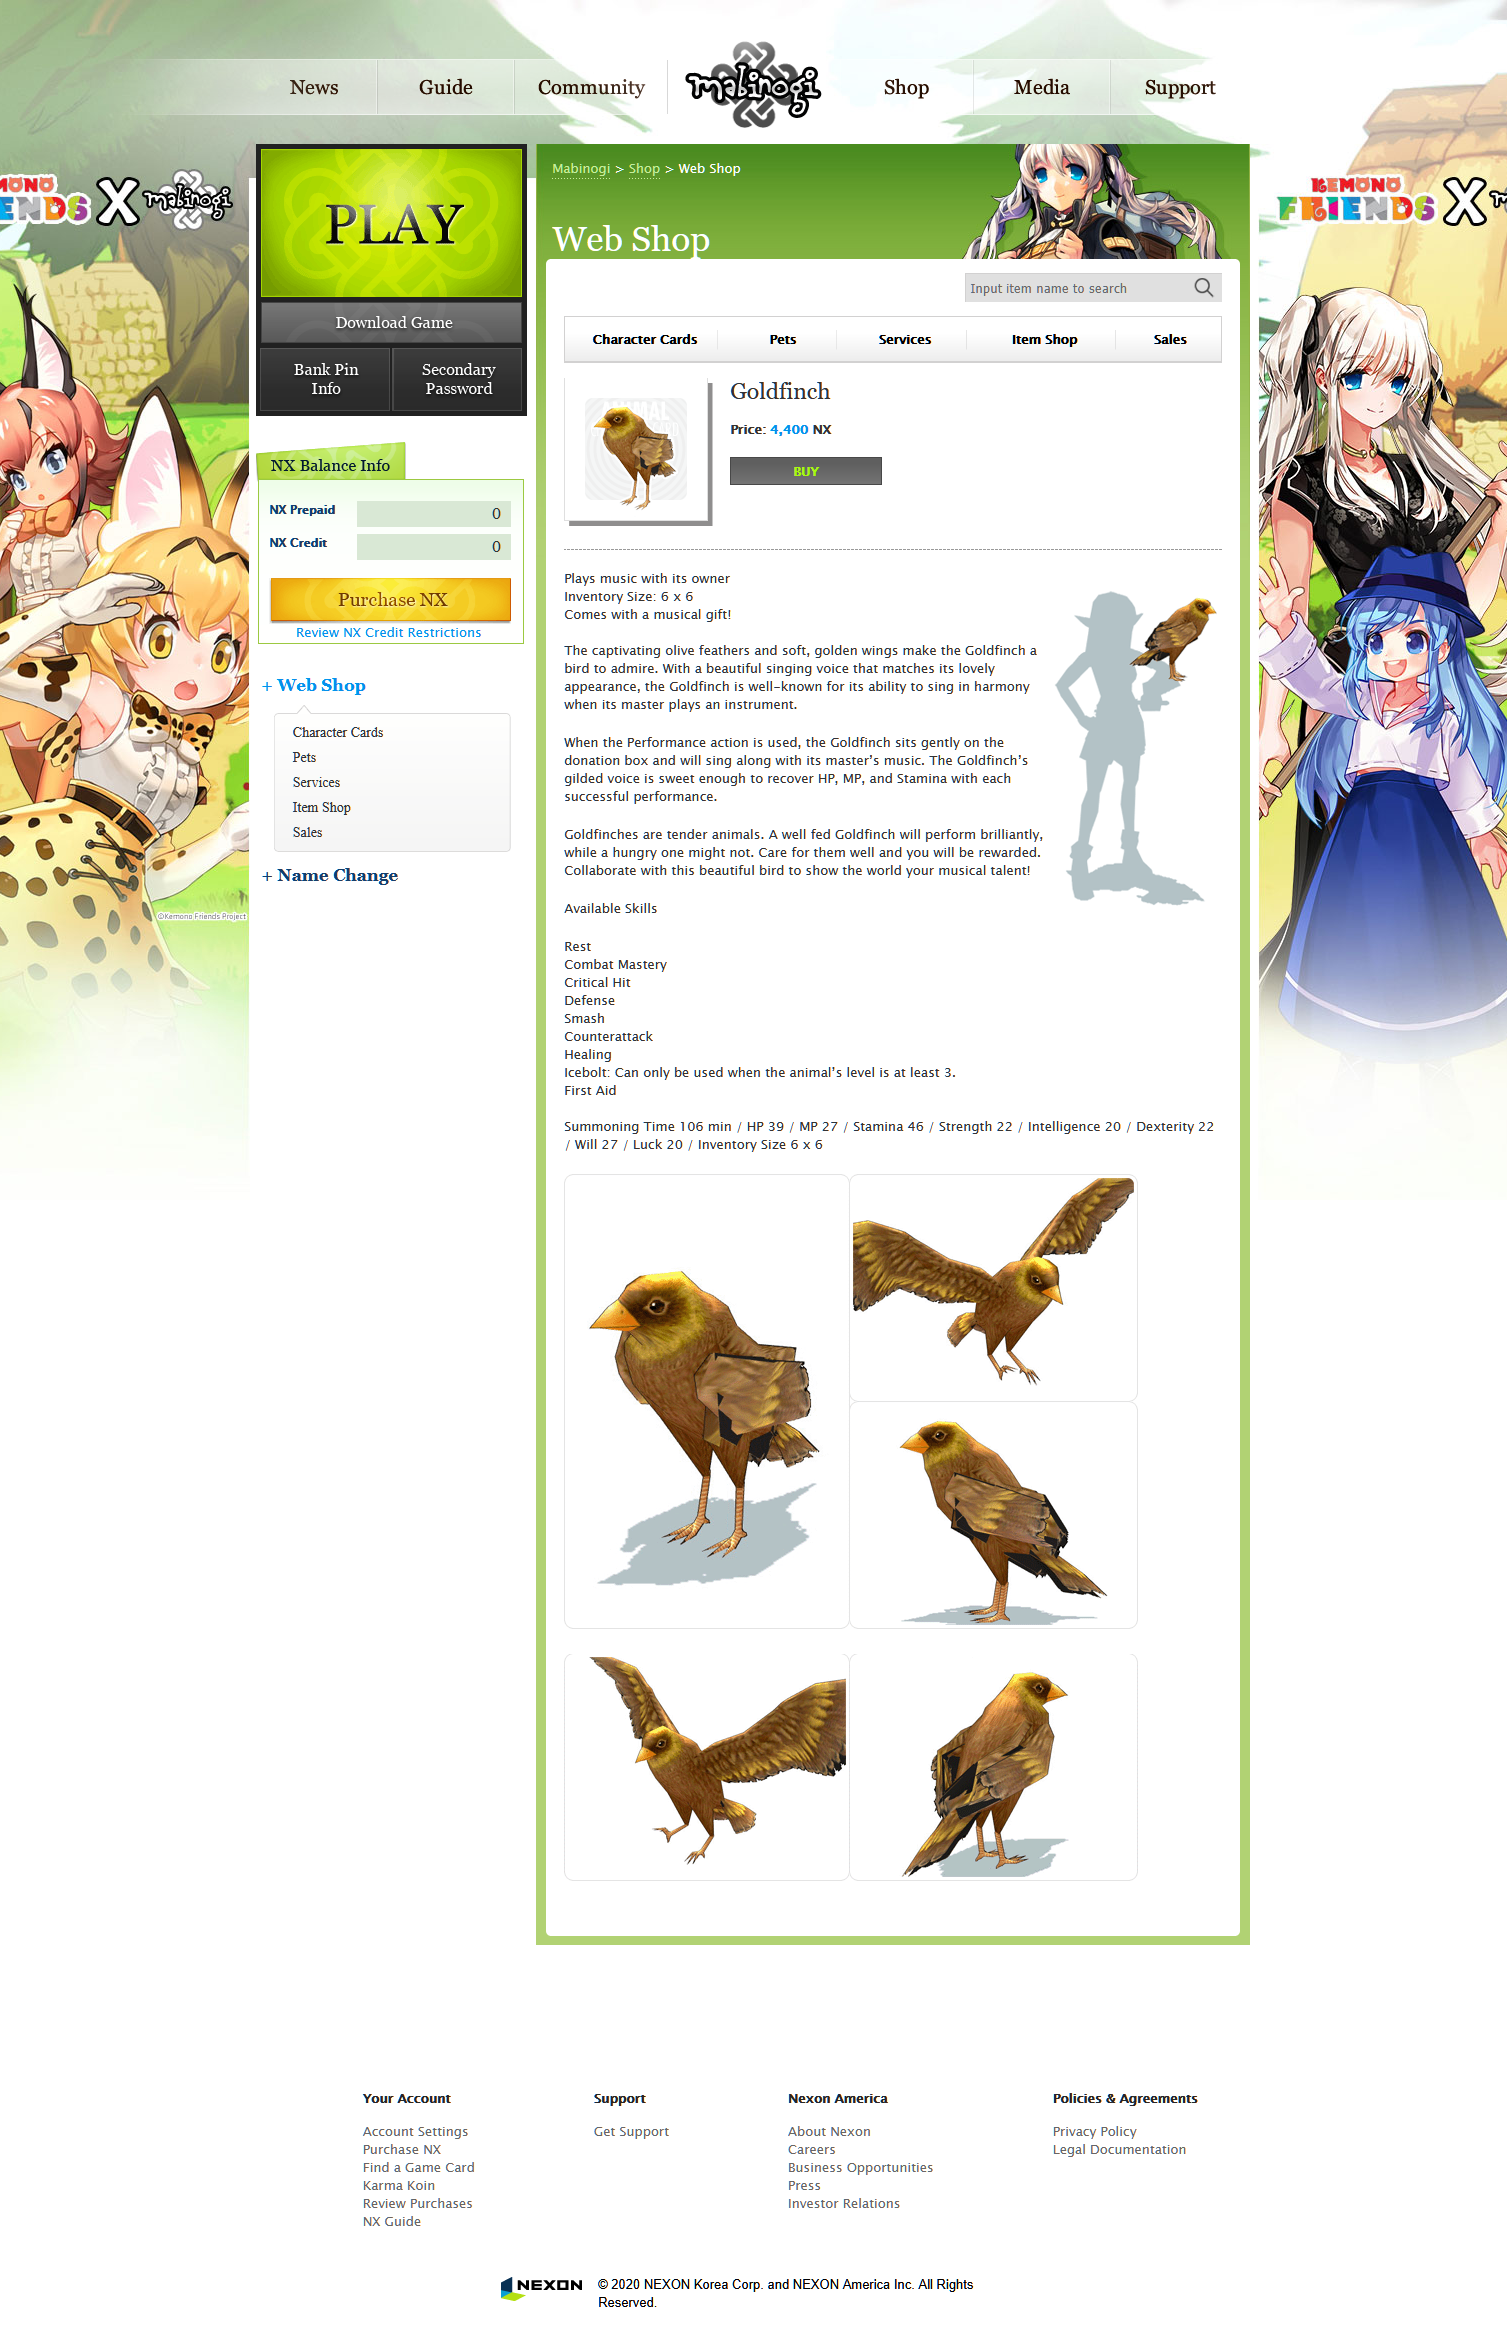 News
Guide
Community
mabinogi
Shop
Media
Support
MONO
ENDS X mabinogi
KEMONO
FRIENDS X
PLAY
Download Game
Bank Pin
Info
Secondary
Password
NX Balance Info
NX Prepaid 0
NX Credit 0
Purchase NX
Review NX Credit Restrictions
+ Web Shop
Character Cards
Pets
Services
Item Shop
Sales
+ Name Change
©Kemono Friends Project
Mabinogi > Shop > Web Shop
Web Shop
Input item name to search
Character Cards
Pets
Services
Item Shop
Sales
Goldfinch
Price: 4,400 NX
BUY
Plays music with its owner
Inventory Size: 6 x 6
Comes with a musical gift!
The captivating olive feathers and soft, golden wings make the Goldfinch a
bird to admire. With a beautiful singing voice that matches its lovely
appearance, the Goldfinch is well-known for its ability to sing in harmony
when its master plays an instrument.
When the Performance action is used, the Goldfinch sits gently on the
donation box and will sing along with its master's music. The Goldfinch's
gilded voice is sweet enough to recover HP, MP, and Stamina with each
successful performance.
Goldfinches are tender animals. A well fed Goldfinch will perform brilliantly,
while a hungry one might not. Care for them well and you will be rewarded.
Collaborate with this beautiful bird to show the world your musical talent!
Available Skills
Rest
Combat Mastery
Critical Hit
Defense
Smash
Counterattack
Healing
Icebolt: Can only be used when the animal's level is at least 3.
First Aid
Summoning Time 106 min / HP 39 / MP 27 / Stamina 46 / Strength 22 / Intelligence 20 / Dexterity 22
/ Will 27 / Luck 20 / Inventory Size 6 x 6
Your Account
Account Settings
Purchase NX
Find a Game Card
Karma Koin
Review Purchases
NX Guide
Support
Get Support
Nexon America
About Nexon
Careers
Business Opportunities
Press
Investor Relations
Policies & Agreements
Privacy Policy
Legal Documentation
NEXON
© 2020 NEXON Korea Corp. and NEXON America Inc. All Rights
Reserved.